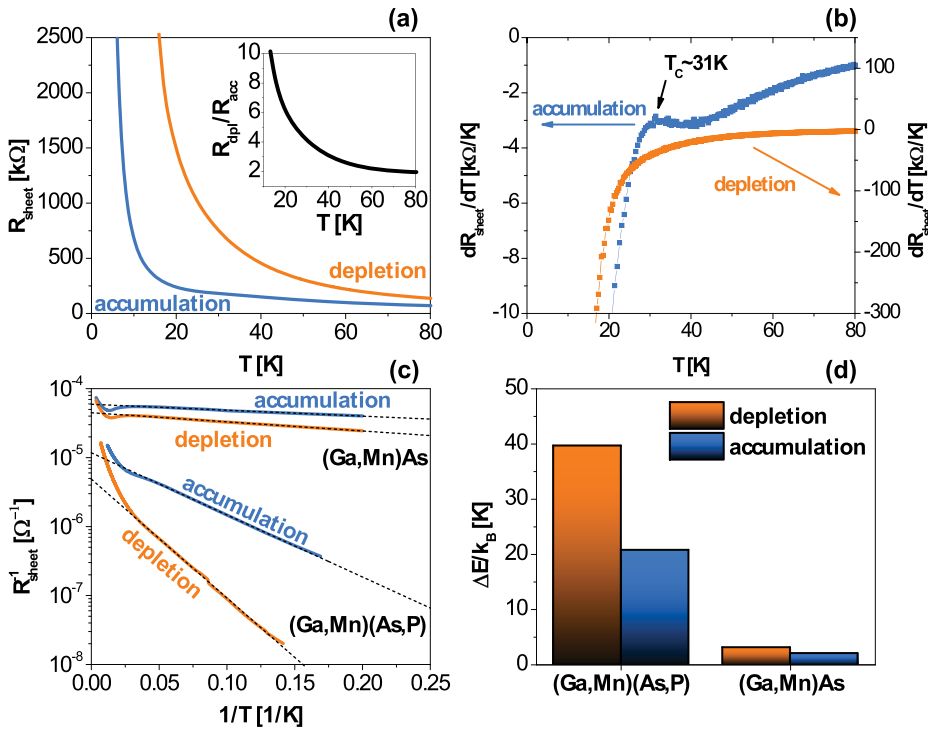 (a)
2500
2000
1500
1000
500
0
R_sheet [kΩ]
0 20 40 60 80
T [K]
10
8
6
4
2
R_dpl/R_acc
20 40 60 80
T [K]
depletion
accumulation
(b)
0
-2
-4
-6
-8
-10
dR_sheet/dT [kΩ/K]
T_C~31K
accumulation
depletion
100
0
-100
-200
-300
dR_sheet/dT [kΩ/K]
0 20 40 60 80
T[K]
(c)
10⁻⁴
10⁻⁵
10⁻⁶
10⁻⁷
10⁻⁸
R⁻¹_sheet [Ω⁻¹]
accumulation
depletion
(Ga,Mn)As
accumulation
depletion
(Ga,Mn)(As,P)
0.00 0.05 0.10 0.15 0.20 0.25
1/T [1/K]
(d)
50
40
30
20
10
0
ΔE/k_B [K]
depletion
accumulation
(Ga,Mn)(As,P) (Ga,Mn)As